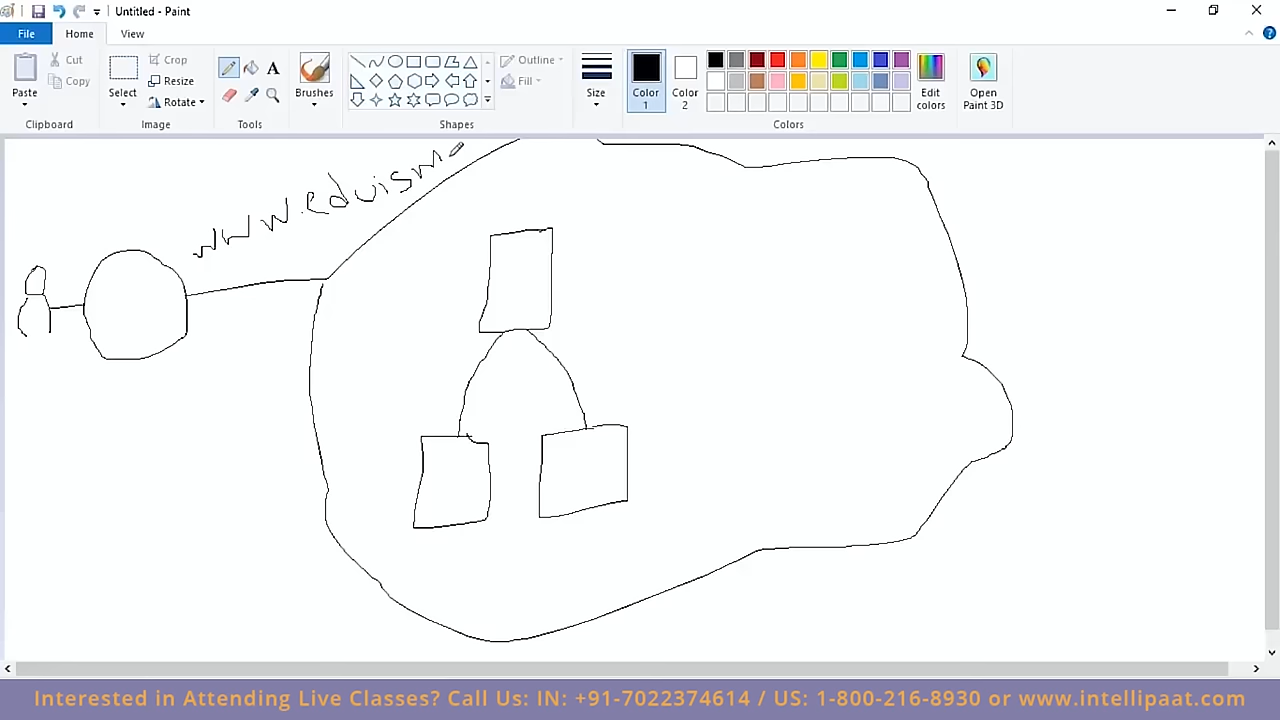 Untitled - Paint
File
Home
View
Paste
Cut
Copy
Clipboard
Select
Crop
Resize
Rotate
Image
A
Tools
Brushes
Shapes
Outline
Fill
Size
Color 1
Color 2
Edit colors
Colors
Open Paint 3D
www.eduism
Interested in Attending Live Classes? Call Us: IN: +91-7022374614 / US: 1-800-216-8930 or www.intellipaat.com